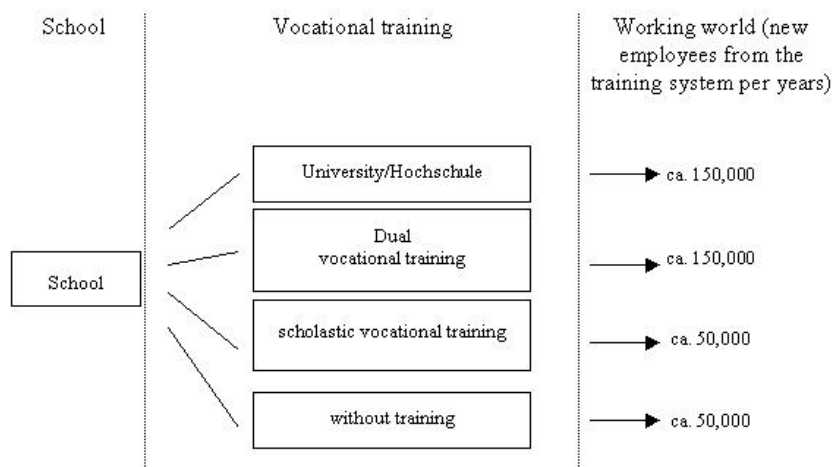 School
Vocational training
Working world (new
employees from the
training system per years)
University/Hochschule
ca. 150,000
Dual
vocational training
ca. 150,000
School
scholastic vocational training
ca. 50,000
without training
ca. 50,000